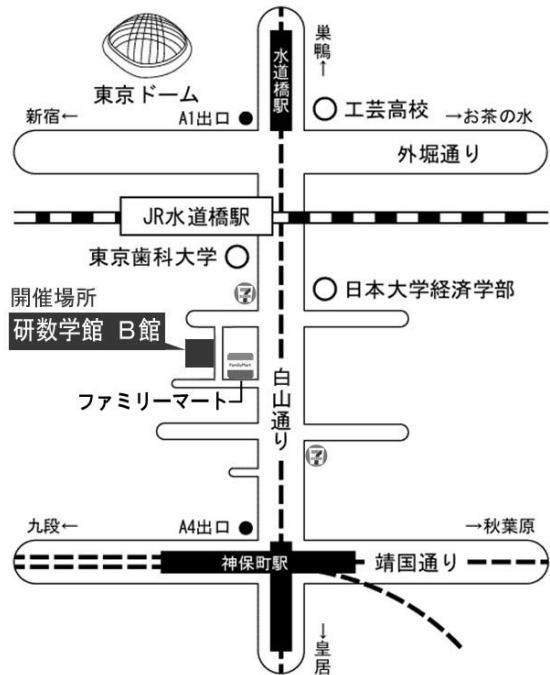 巣鴨↑
水道橋駅
東京ドーム
新宿←
A1出口
工芸高校
→お茶の水
外堀通り
JR水道橋駅
東京歯科大学
日本大学経済学部
開催場所
研数学館 B館
FamilyMart
ファミリーマート
白山通り
九段←
A4出口
→秋葉原
神保町駅
靖国通り
→皇居